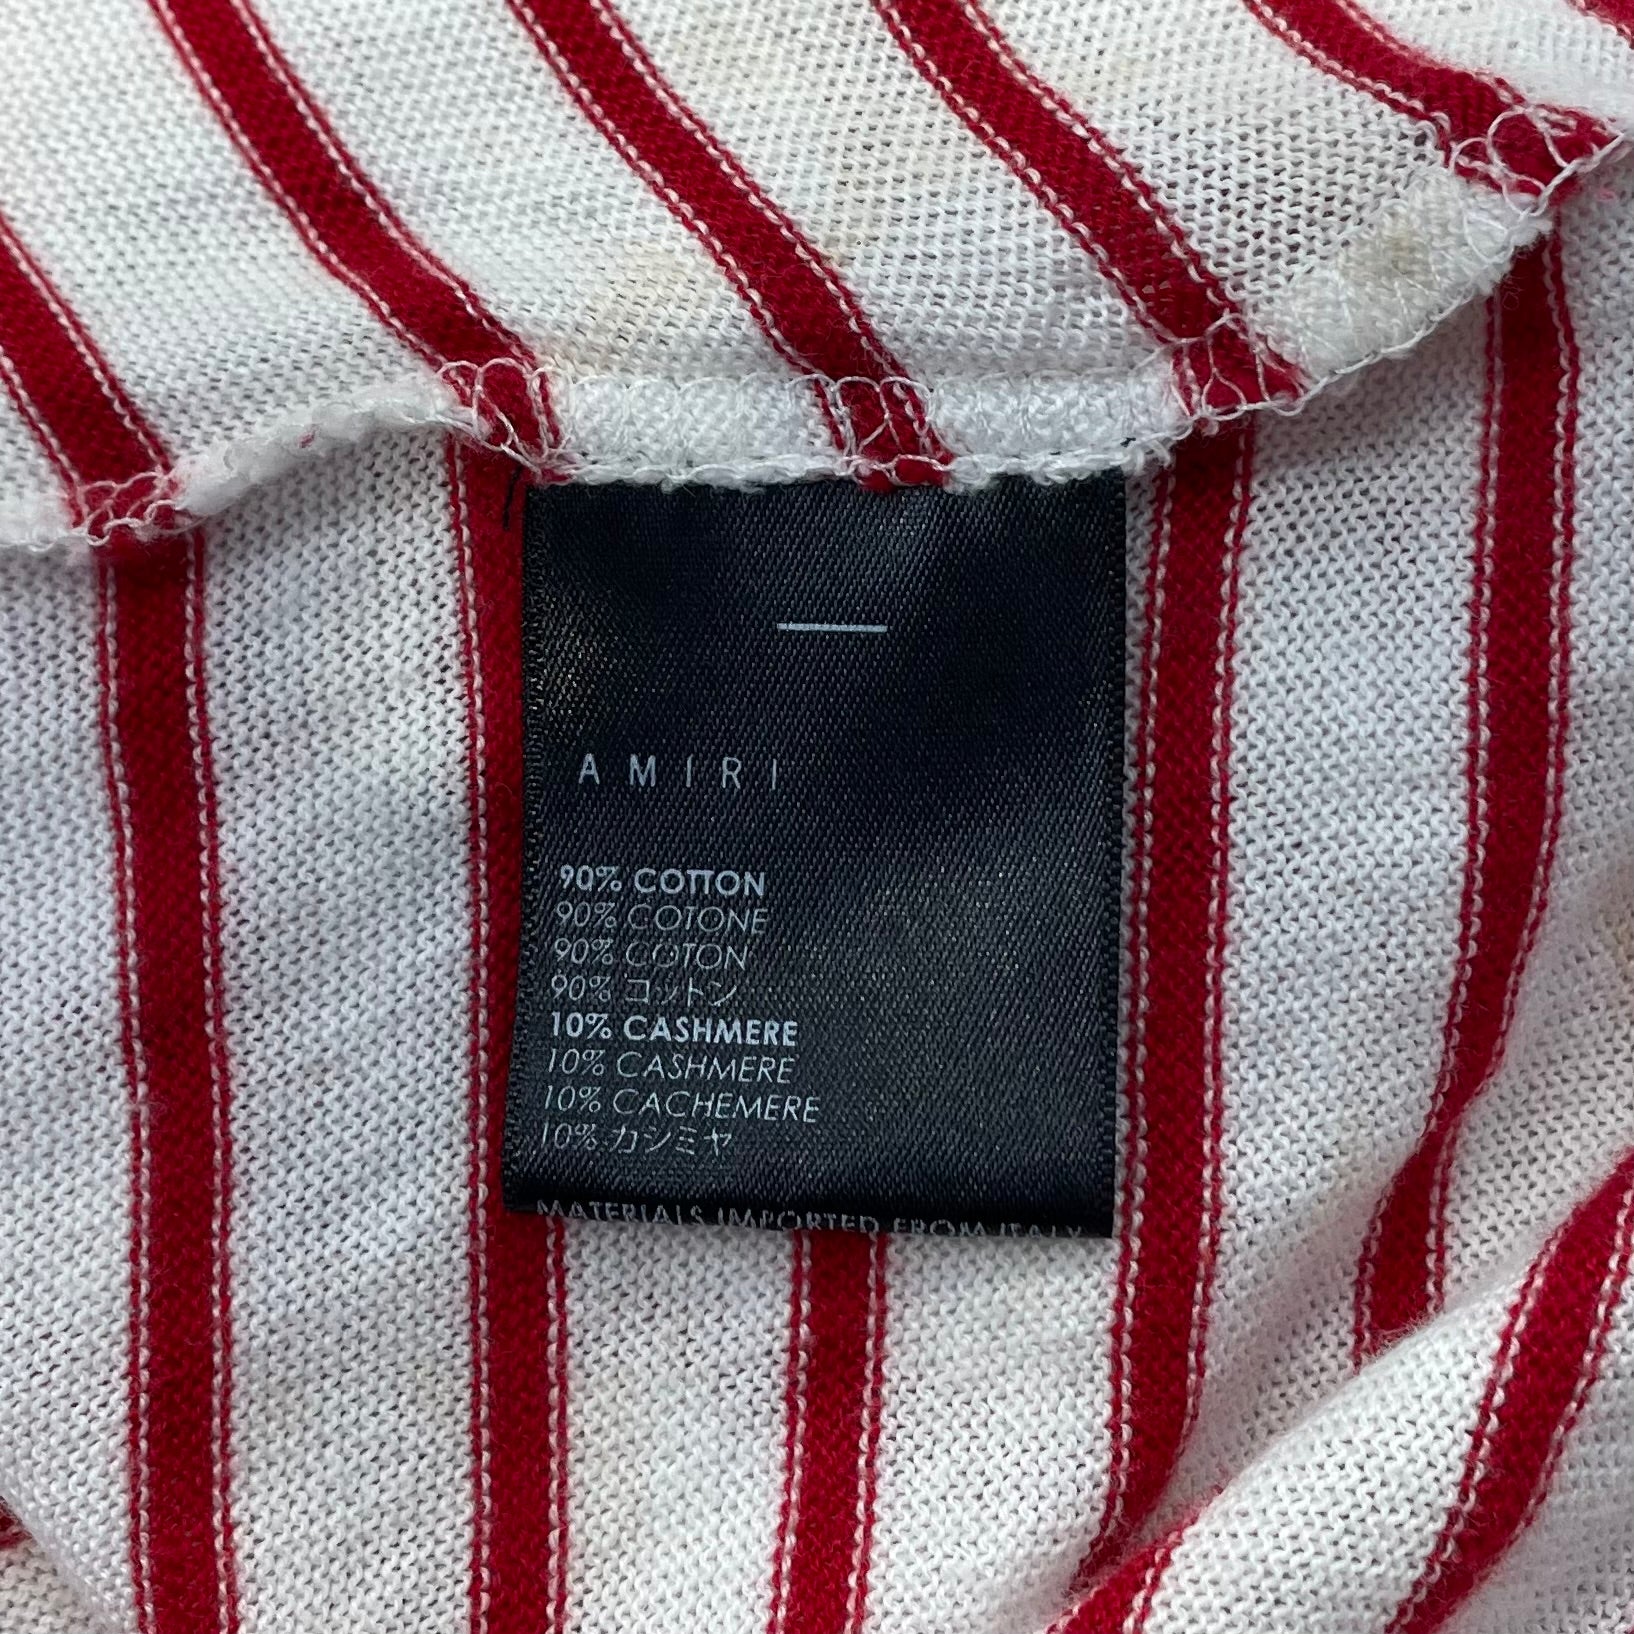 AMIRI
90% COTTON
90% COTONE
90% COTON
90% コットン
10% CASHMERE
10% CASHMERE
10% CACHEMERE
10% カシミヤ
MATERIALS IMPORTED FROM ITALY